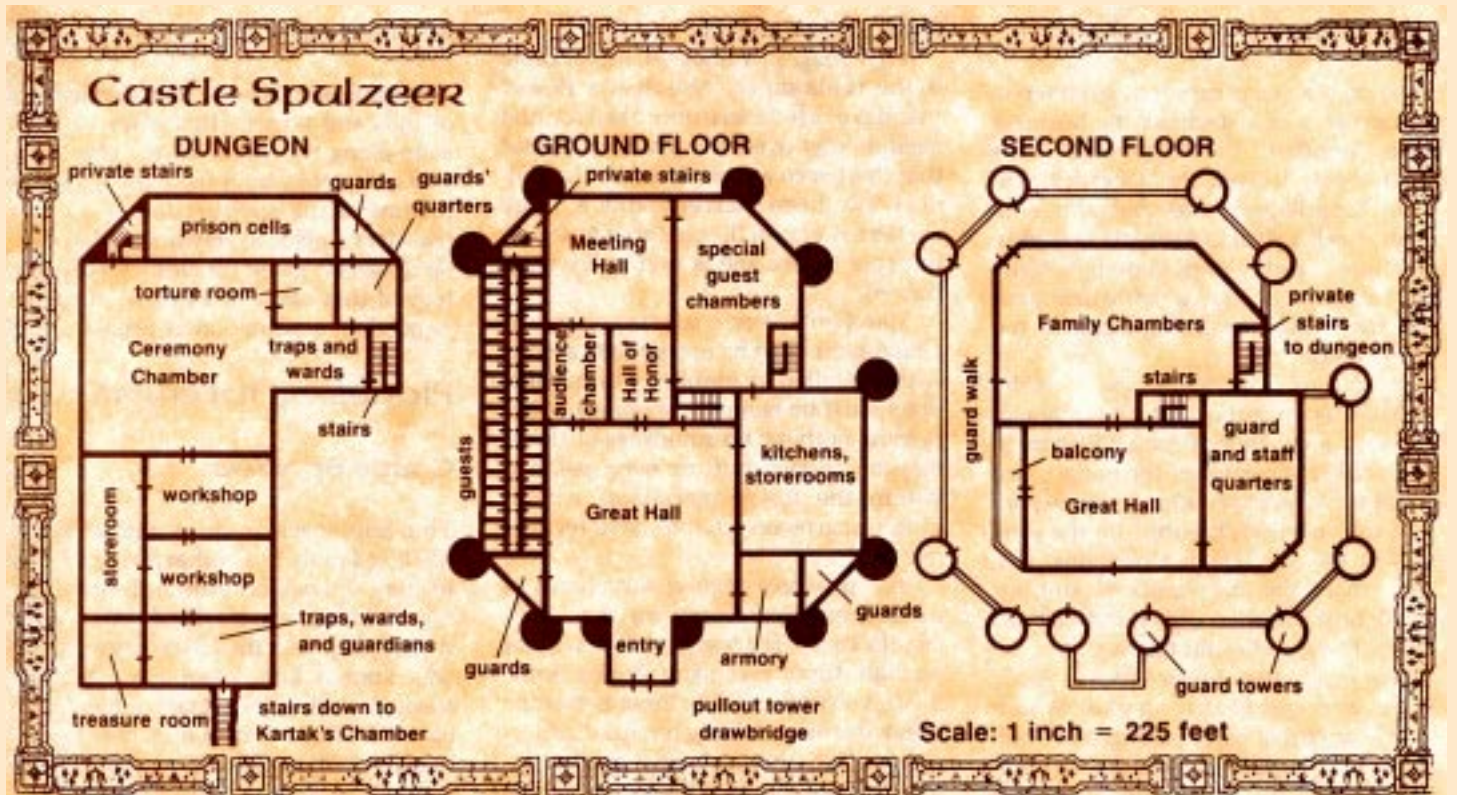 Castle Spulzeer
DUNGEON
private stairs
guards
guards'
quarters
prison cells
torture room
Ceremony
Chamber
traps and
wards
stairs
storeroom
workshop
workshop
traps, wards,
and guardians
treasure room
stairs down to
Kartak's Chamber
GROUND FLOOR
private stairs
Meeting
Hall
special
guest
chambers
audience
chamber
Hall of
Honor
guests
kitchens,
storerooms
Great Hall
guards
entry
armory
guards
pullout tower
drawbridge
SECOND FLOOR
private
stairs
to dungeon
Family Chambers
stairs
guard walk
balcony
guard
and staff
quarters
Great Hall
guard towers
Scale: 1 inch = 225 feet